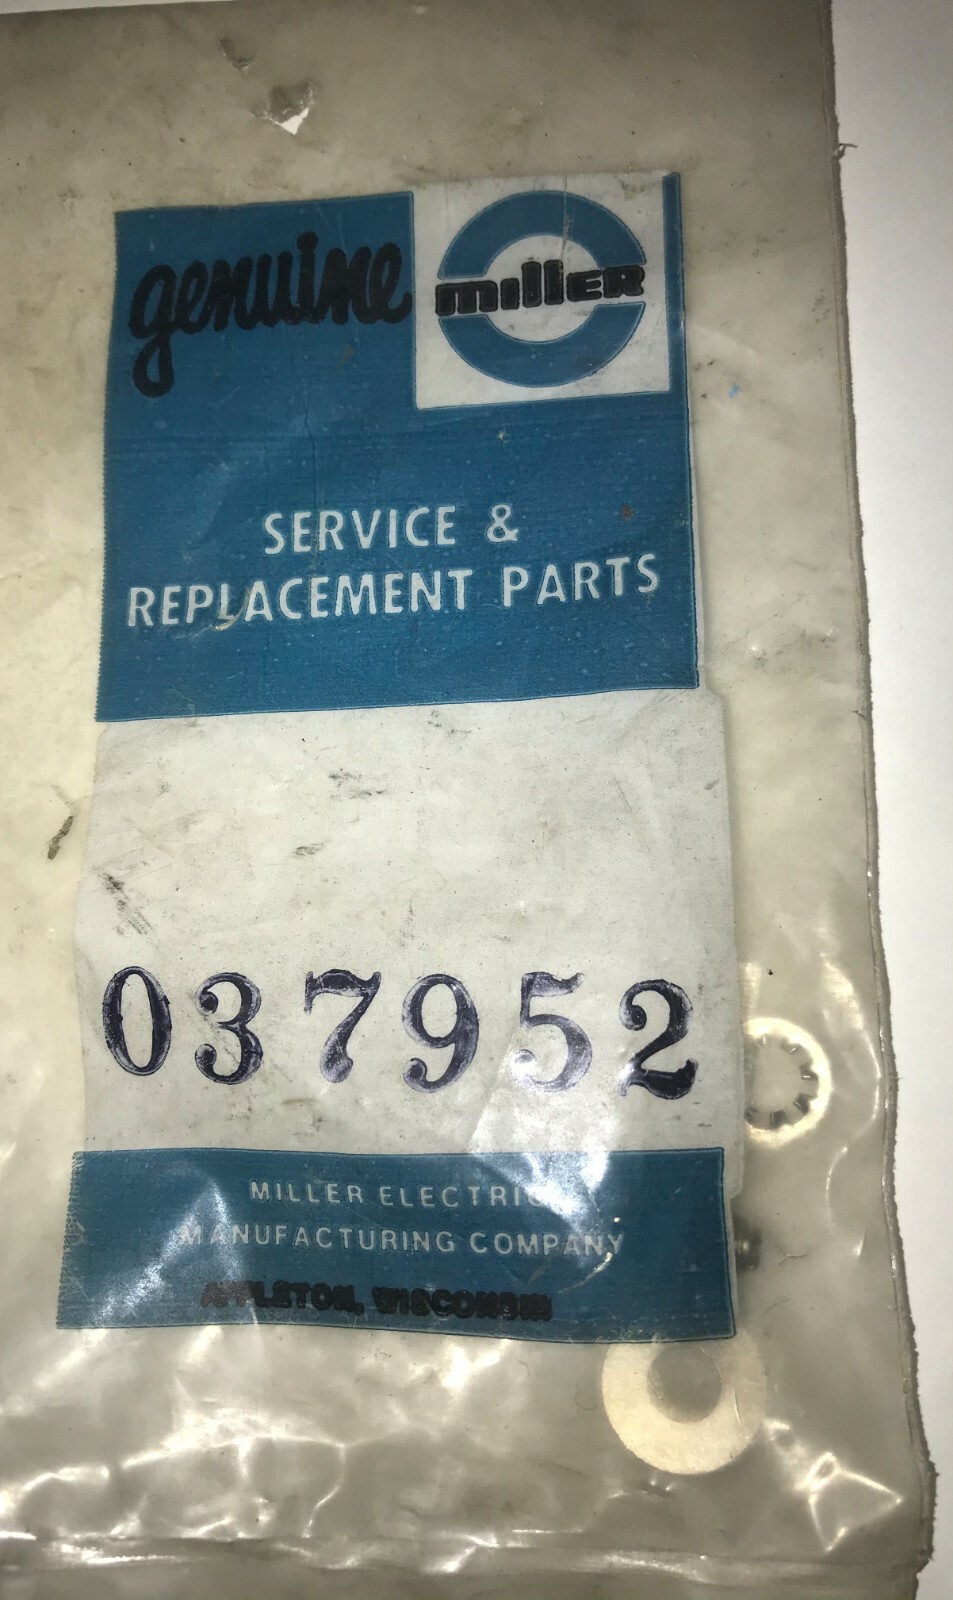 genuine miller
SERVICE &
REPLACEMENT PARTS
037952
MILLER ELECTRIC
MANUFACTURING COMPANY
APPLETON, WISCONSIN